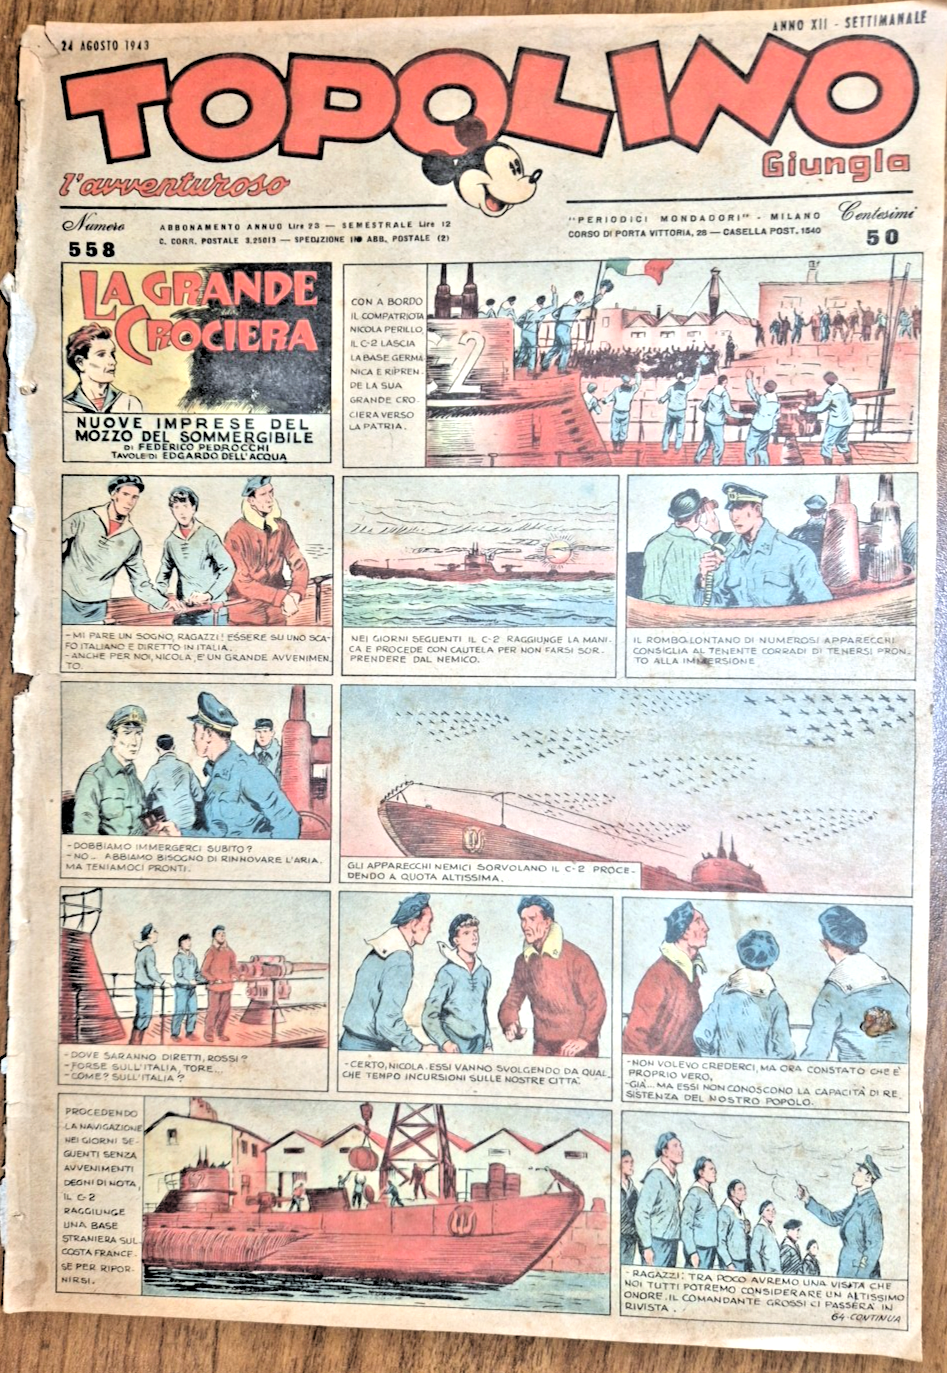 24 AGOSTO 1943
ANNO XII - SETTIMANALE
TOPOLINO
l'avventuroso
Giungla
Numero
558
ABBONAMENTO ANNUO Lire 23 — SEMESTRALE Lire 12
C. CORR. POSTALE 3.25013 — SPEDIZIONE IN ABB. POSTALE (2)
"PERIODICI MONDADORI" - MILANO
CORSO DI PORTA VITTORIA, 28 — CASELLA POST. 1540
Centesimi
50
LA GRANDE
CROCIERA
NUOVE IMPRESE DEL
MOZZO DEL SOMMERGIBILE
DI FEDERICO PEDROCCHI
TAVOLE DI EDGARDO DELL'ACQUA
CON A BORDO
IL COMPATRIOTA
NICOLA PERILLO,
IL C-2 LASCIA
LA BASE GERMA-
NICA E RIPREN-
DE LA SUA
GRANDE CRO-
CIERA VERSO
LA PATRIA.
2
-MI PARE UN SOGNO, RAGAZZI! ESSERE SU UNO SCA-
FO ITALIANO E DIRETTO IN ITALIA.
-ANCHE PER NOI, NICOLA, E' UN GRANDE AVVENIMEN-
TO.
NEI GIORNI SEGUENTI IL C-2 RAGGIUNGE LA MANI-
CA E PROCEDE CON CAUTELA PER NON FARSI SOR-
PRENDERE DAL NEMICO.
IL ROMBO LONTANO DI NUMEROSI APPARECCHI
CONSIGLIA AL TENENTE CORRADI DI TENERSI PRON-
TO ALLA IMMERSIONE
-DOBBIAMO IMMERGERCI SUBITO?
-NO... ABBIAMO BISOGNO DI RINNOVARE L'ARIA.
MA TENIAMOCI PRONTI.
GLI APPARECCHI NEMICI SORVOLANO IL C-2 PROCE-
DENDO A QUOTA ALTISSIMA.
-DOVE SARANNO DIRETTI, ROSSI?
-FORSE SULL'ITALIA, TORE...
-COME? SULL'ITALIA?
-CERTO, NICOLA. ESSI VANNO SVOLGENDO DA QUAL-
CHE TEMPO INCURSIONI SULLE NOSTRE CITTA'.
-NON VOLEVO CREDERCI, MA ORA CONSTATO CHE E'
PROPRIO VERO,
-GIA'... MA ESSI NON CONOSCONO LA CAPACITA' DI RE-
SISTENZA DEL NOSTRO POPOLO.
PROCEDENDO
LA NAVIGAZIONE
NEI GIORNI SE-
GUENTI SENZA
AVVENIMENTI
DEGNI DI NOTA,
IL C-2
RAGGIUNGE
UNA BASE
STRANIERA SUL-
COSTA FRANCE-
SE PER RIFOR-
NIRSI.
-RAGAZZI! TRA POCO AVREMO UNA VISITA CHE
NOI TUTTI POTREMO CONSIDERARE UN ALTISSIMO
ONORE. IL COMANDANTE GROSSI CI PASSERA' IN
RIVISTA.
64-CONTINUA